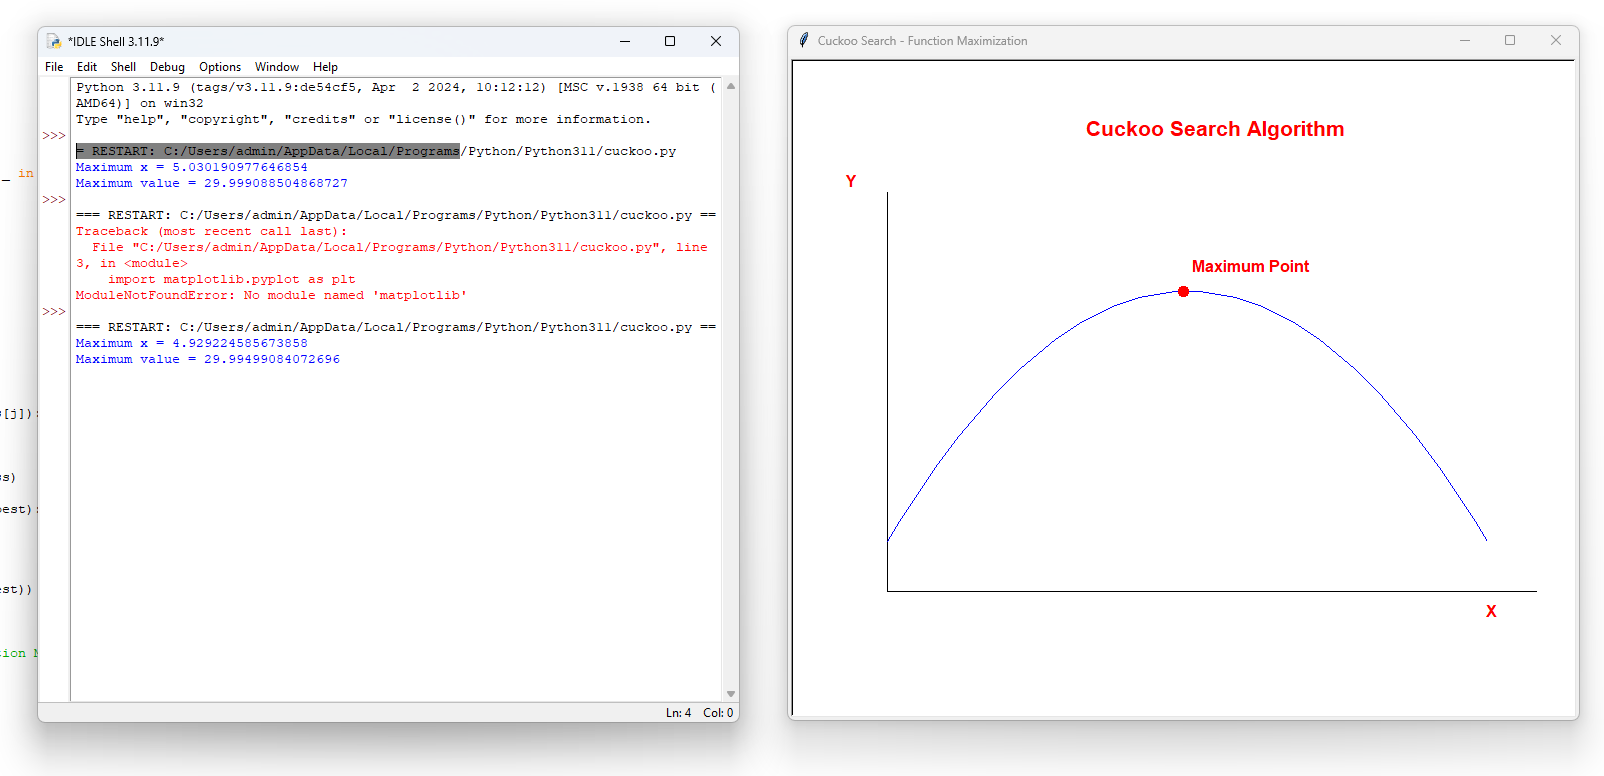 *IDLE Shell 3.11.9*
File Edit Shell Debug Options Window Help
Python 3.11.9 (tags/v3.11.9:de54cf5, Apr  2 2024, 10:12:12) [MSC v.1938 64 bit (
AMD64)] on win32
Type "help", "copyright", "credits" or "license()" for more information.
>>>
= RESTART: C:/Users/admin/AppData/Local/Programs/Python/Python311/cuckoo.py
Maximum x = 5.030190977646854
Maximum value = 29.999088504868727
>>>
=== RESTART: C:/Users/admin/AppData/Local/Programs/Python/Python311/cuckoo.py ==
Traceback (most recent call last):
  File "C:/Users/admin/AppData/Local/Programs/Python/Python311/cuckoo.py", line
3, in <module>
    import matplotlib.pyplot as plt
ModuleNotFoundError: No module named 'matplotlib'
>>>
=== RESTART: C:/Users/admin/AppData/Local/Programs/Python/Python311/cuckoo.py ==
Maximum x = 4.929224585673858
Maximum value = 29.99499084072696
Ln: 4 Col: 0
_ in
[j])
s)
est)
est))
tion
Cuckoo Search - Function Maximization
Cuckoo Search Algorithm
Y
Maximum Point
X